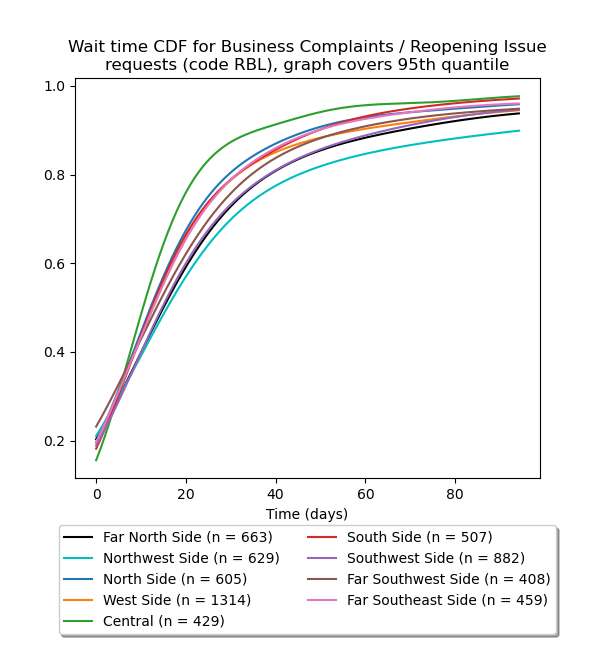 Wait time CDF for Business Complaints / Reopening Issue
requests (code RBL), graph covers 95th quantile
1.0
0.8
0.6
0.4
0.2
0 20 40 60 80
Time (days)
Far North Side (n = 663)
Northwest Side (n = 629)
North Side (n = 605)
West Side (n = 1314)
Central (n = 429)
South Side (n = 507)
Southwest Side (n = 882)
Far Southwest Side (n = 408)
Far Southeast Side (n = 459)